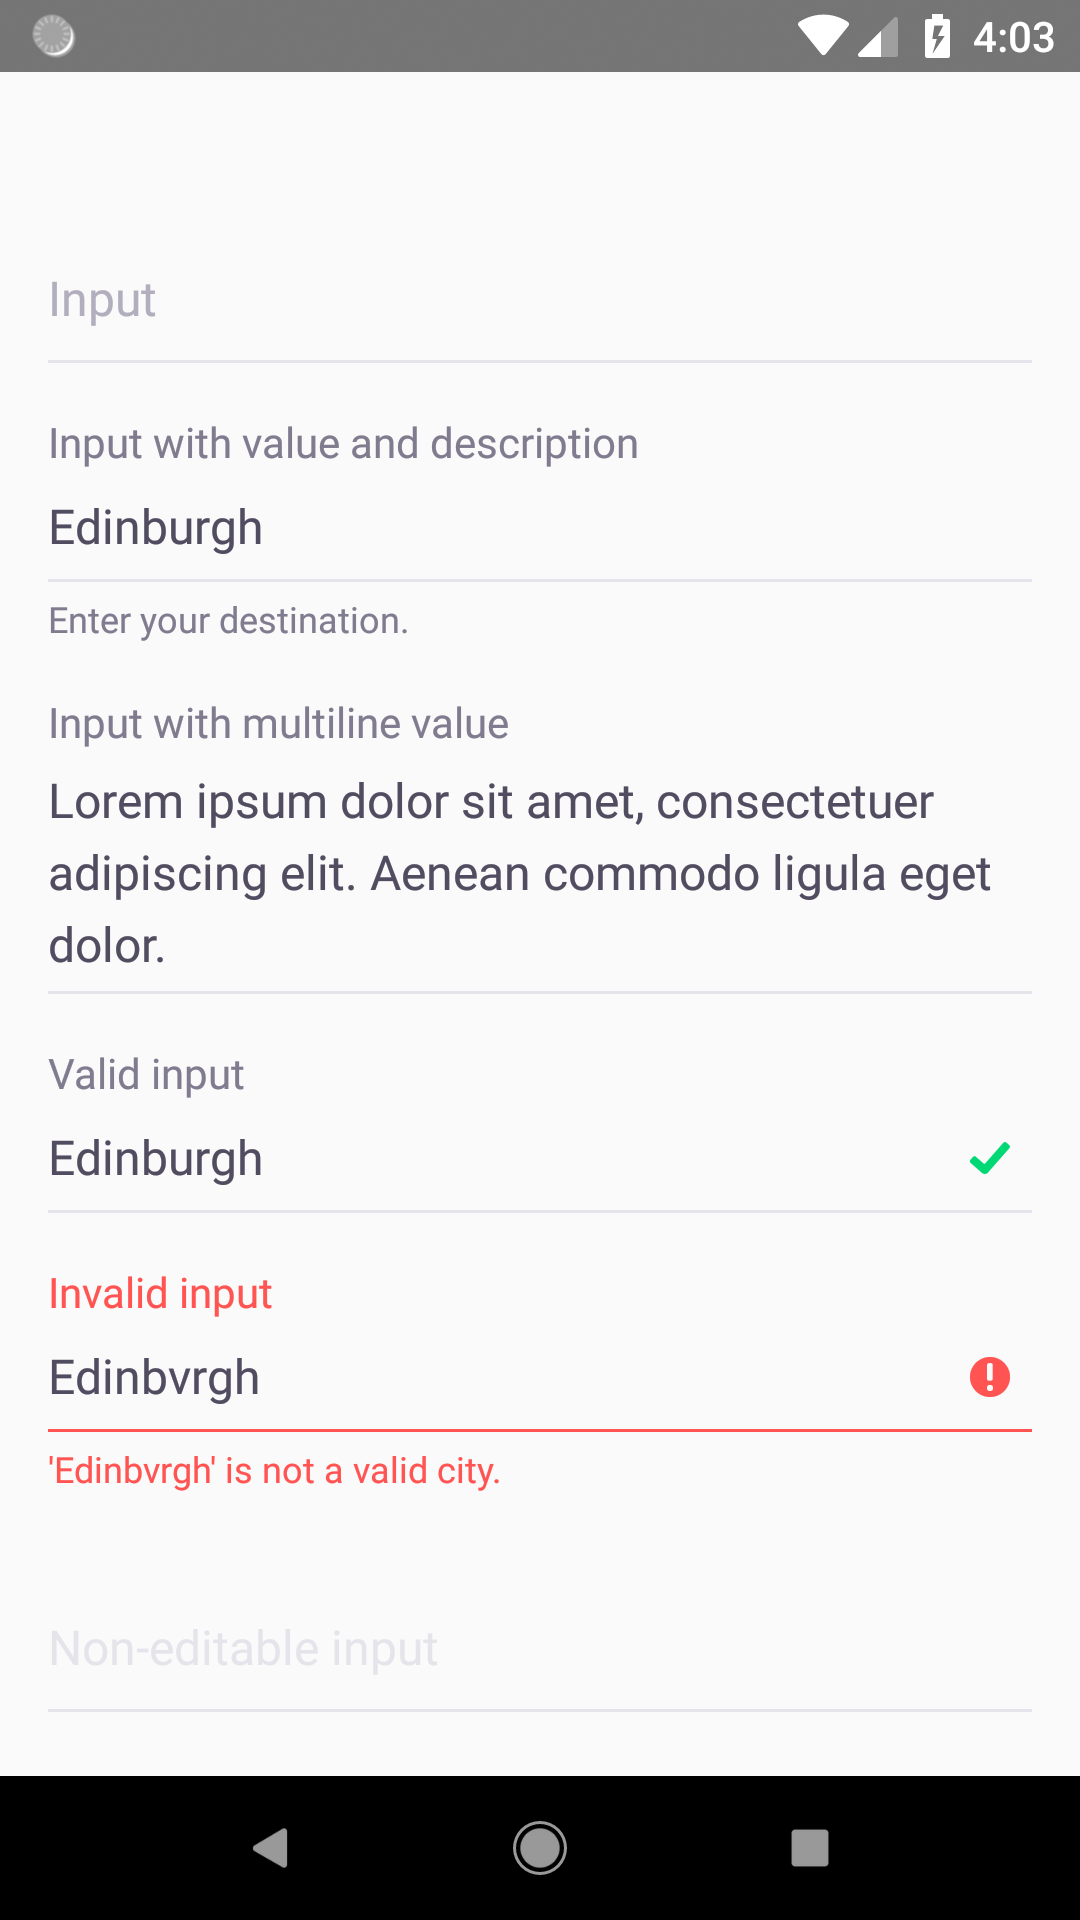 4:03
Input
Input with value and description
Edinburgh
Enter your destination.
Input with multiline value
Lorem ipsum dolor sit amet, consectetuer
adipiscing elit. Aenean commodo ligula eget
dolor.
Valid input
Edinburgh
Invalid input
Edinbvrgh
'Edinbvrgh' is not a valid city.
Non-editable input